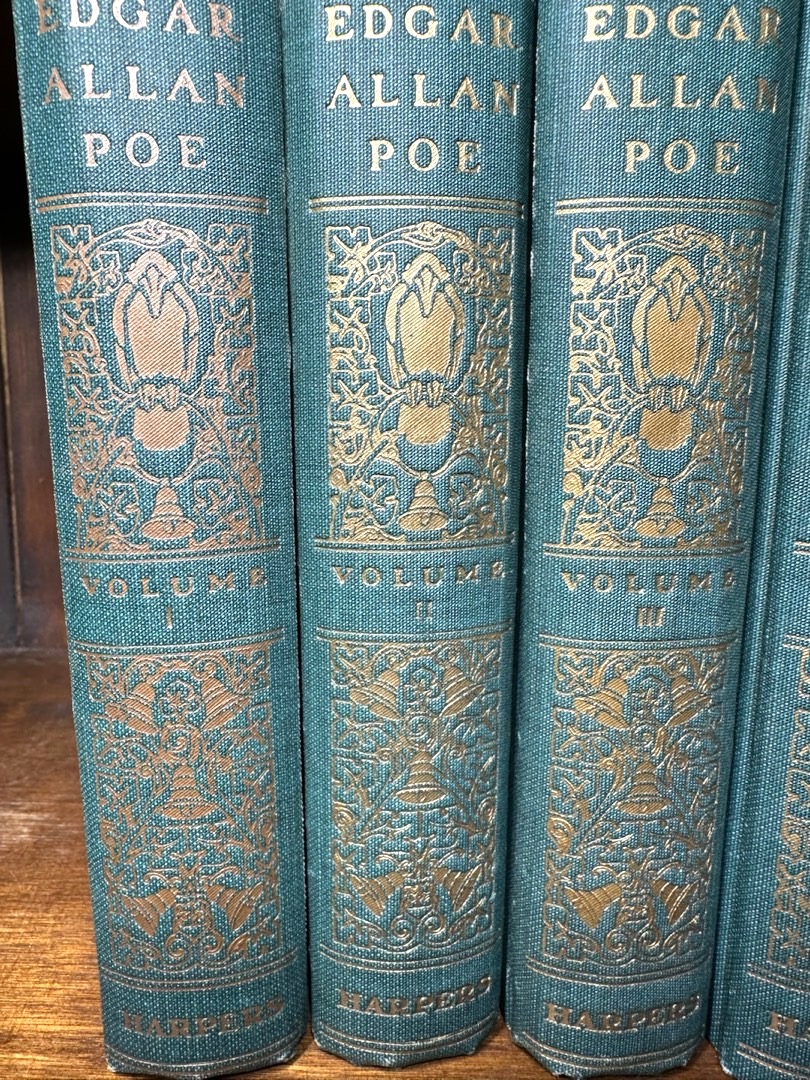 EDGAR
ALLAN
POE
VOLUME
I
HARPERS
EDGAR
ALLAN
POE
VOLUME
II
HARPERS
EDGAR
ALLAN
POE
VOLUME
III
HARPERS
H